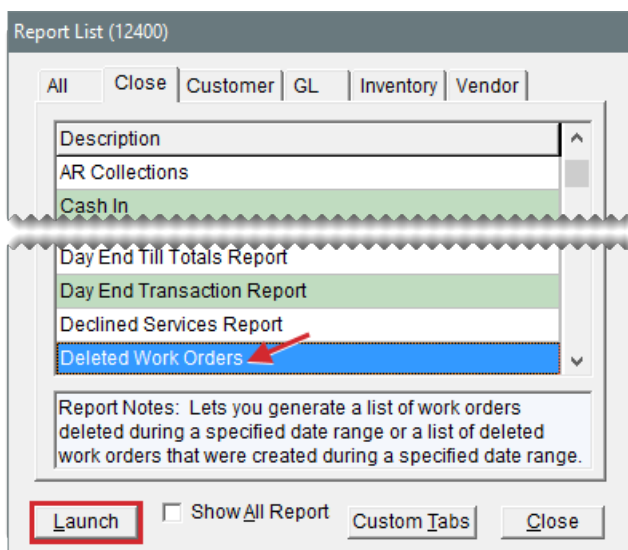 Report List (12400)
All Close Customer GL Inventory Vendor
Description
AR Collections
Cash In
Day End Till Totals Report
Day End Transaction Report
Declined Services Report
Deleted Work Orders
Report Notes: Lets you generate a list of work orders
deleted during a specified date range or a list of deleted
work orders that were created during a specified date range.
Launch Show All Report Custom Tabs Close